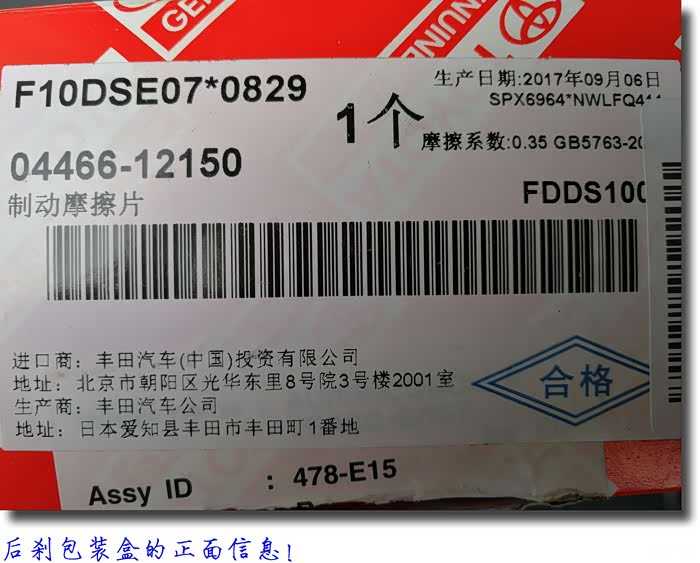 GENUINE
F10DSE07*0829
生产日期:2017年09月06日
SPX6964*NWLFQ
1个
摩擦系数:0.35 GB5763-20
04466-12150
制动摩擦片
FDDS100
进口商：丰田汽车(中国)投资有限公司
地址：北京市朝阳区光华东里8号院3号楼2001室
生产商：丰田汽车公司
地址：日本爱知县丰田市丰田町1番地
合格
Assy ID : 478-E15
后刹包装盒的正面信息！